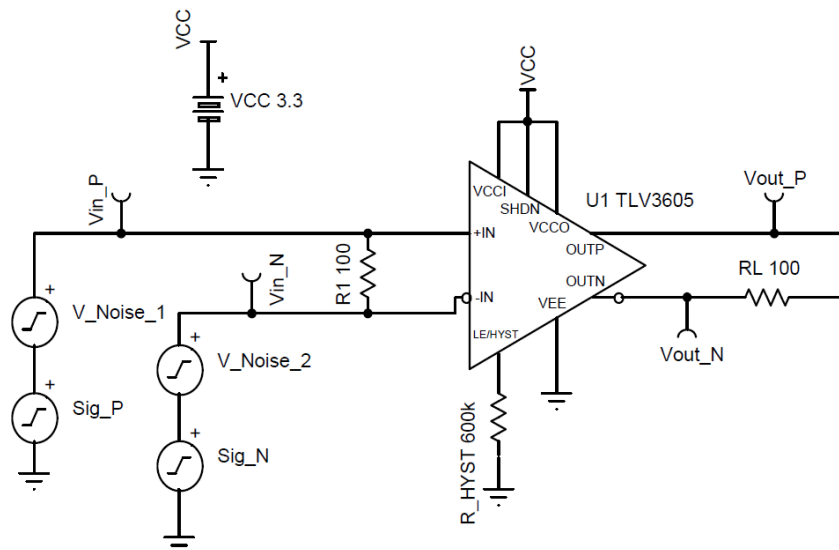 VCC
+
VCC 3.3
VCC
Vin_P
Vin_N
R1 100
VCCI
SHDN
VCCO
U1 TLV3605
Vout_P
+IN
OUTP
-IN
OUTN
RL 100
VEE
LE/HYST
Vout_N
+
V_Noise_1
+
V_Noise_2
+
Sig_P
+
Sig_N
R_HYST 600k